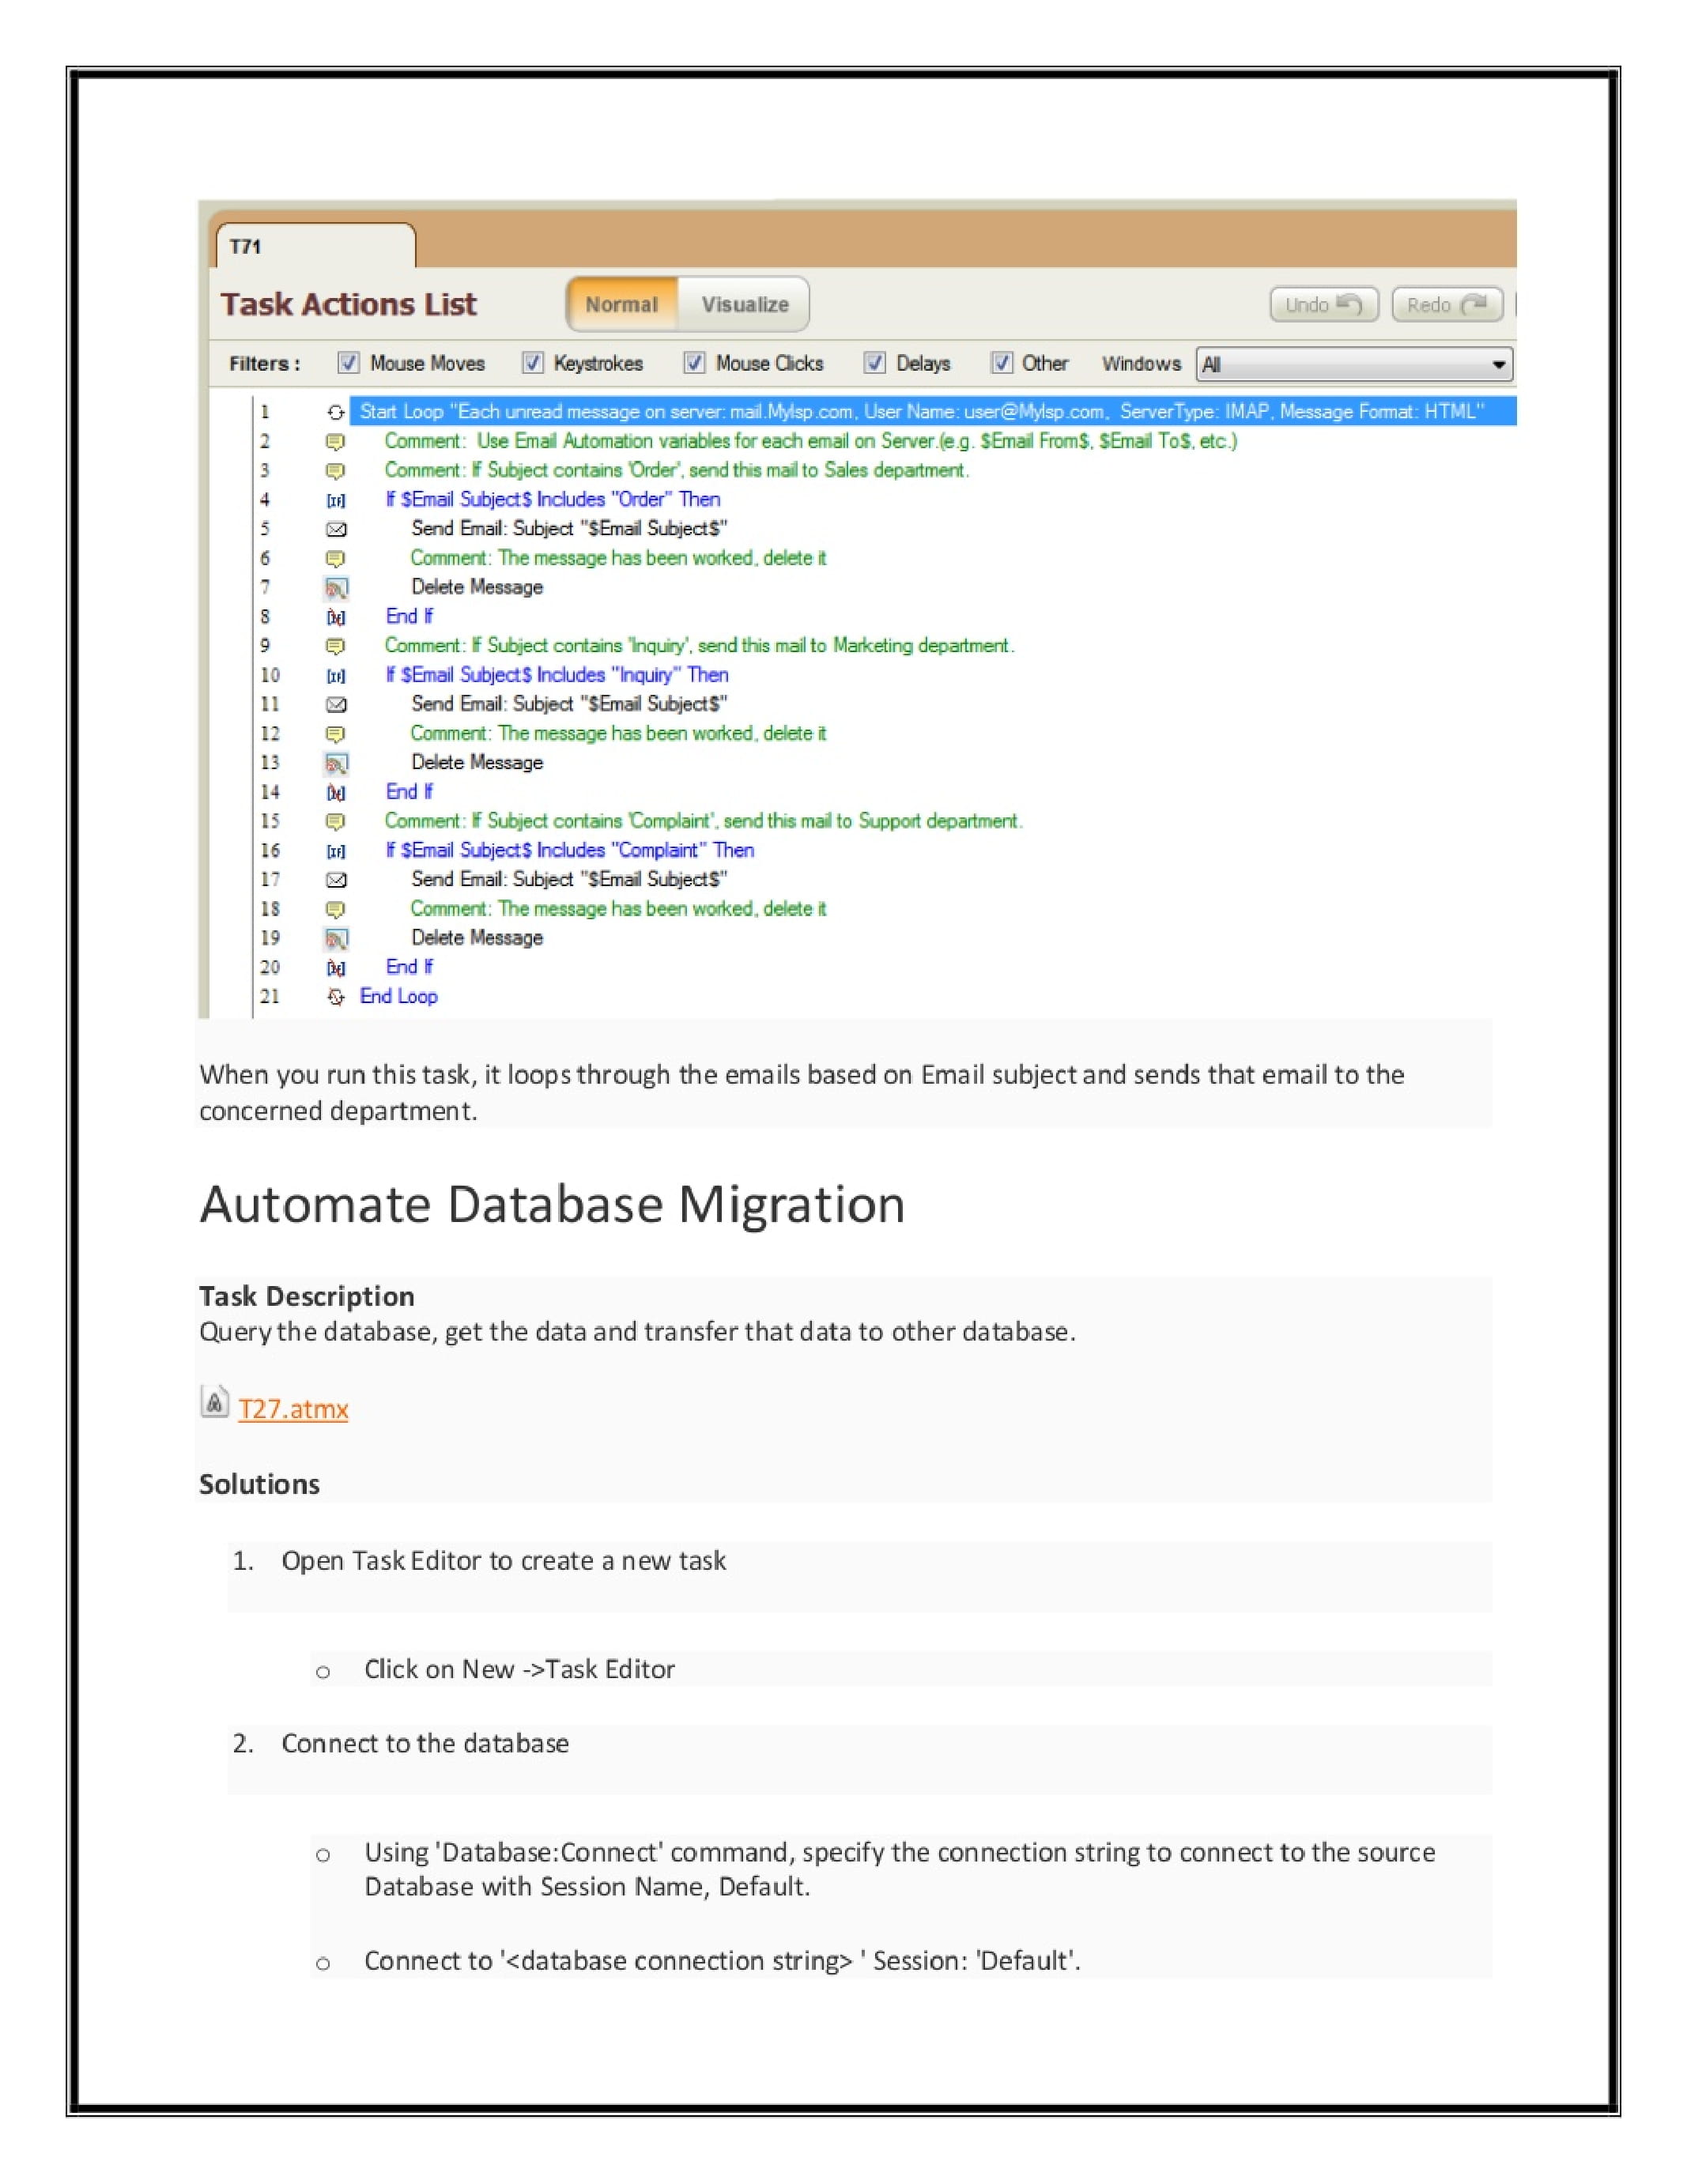 T71
Task Actions List Normal Visualize Undo Redo
Filters : Mouse Moves Keystrokes Mouse Clicks Delays Other Windows All
1 Start Loop "Each unread message on server: mail.MyIsp.com, User Name: user@MyIsp.com, ServerType: IMAP, Message Format: HTML"
2 Comment: Use Email Automation variables for each email on Server.(e.g. $Email From$, $Email To$, etc.)
3 Comment: If Subject contains 'Order', send this mail to Sales department.
4 If $Email Subject$ Includes "Order" Then
5 Send Email: Subject "$Email Subject$"
6 Comment: The message has been worked, delete it
7 Delete Message
8 End If
9 Comment: If Subject contains 'Inquiry', send this mail to Marketing department.
10 If $Email Subject$ Includes "Inquiry" Then
11 Send Email: Subject "$Email Subject$"
12 Comment: The message has been worked, delete it
13 Delete Message
14 End If
15 Comment: If Subject contains 'Complaint', send this mail to Support department.
16 If $Email Subject$ Includes "Complaint" Then
17 Send Email: Subject "$Email Subject$"
18 Comment: The message has been worked, delete it
19 Delete Message
20 End If
21 End Loop
When you run this task, it loops through the emails based on Email subject and sends that email to the
concerned department.
Automate Database Migration
Task Description
Query the database, get the data and transfer that data to other database.
T27.atmx
Solutions
1. Open Task Editor to create a new task
o Click on New ->Task Editor
2. Connect to the database
o Using 'Database:Connect' command, specify the connection string to connect to the source
Database with Session Name, Default.
o Connect to '<database connection string> ' Session: 'Default'.